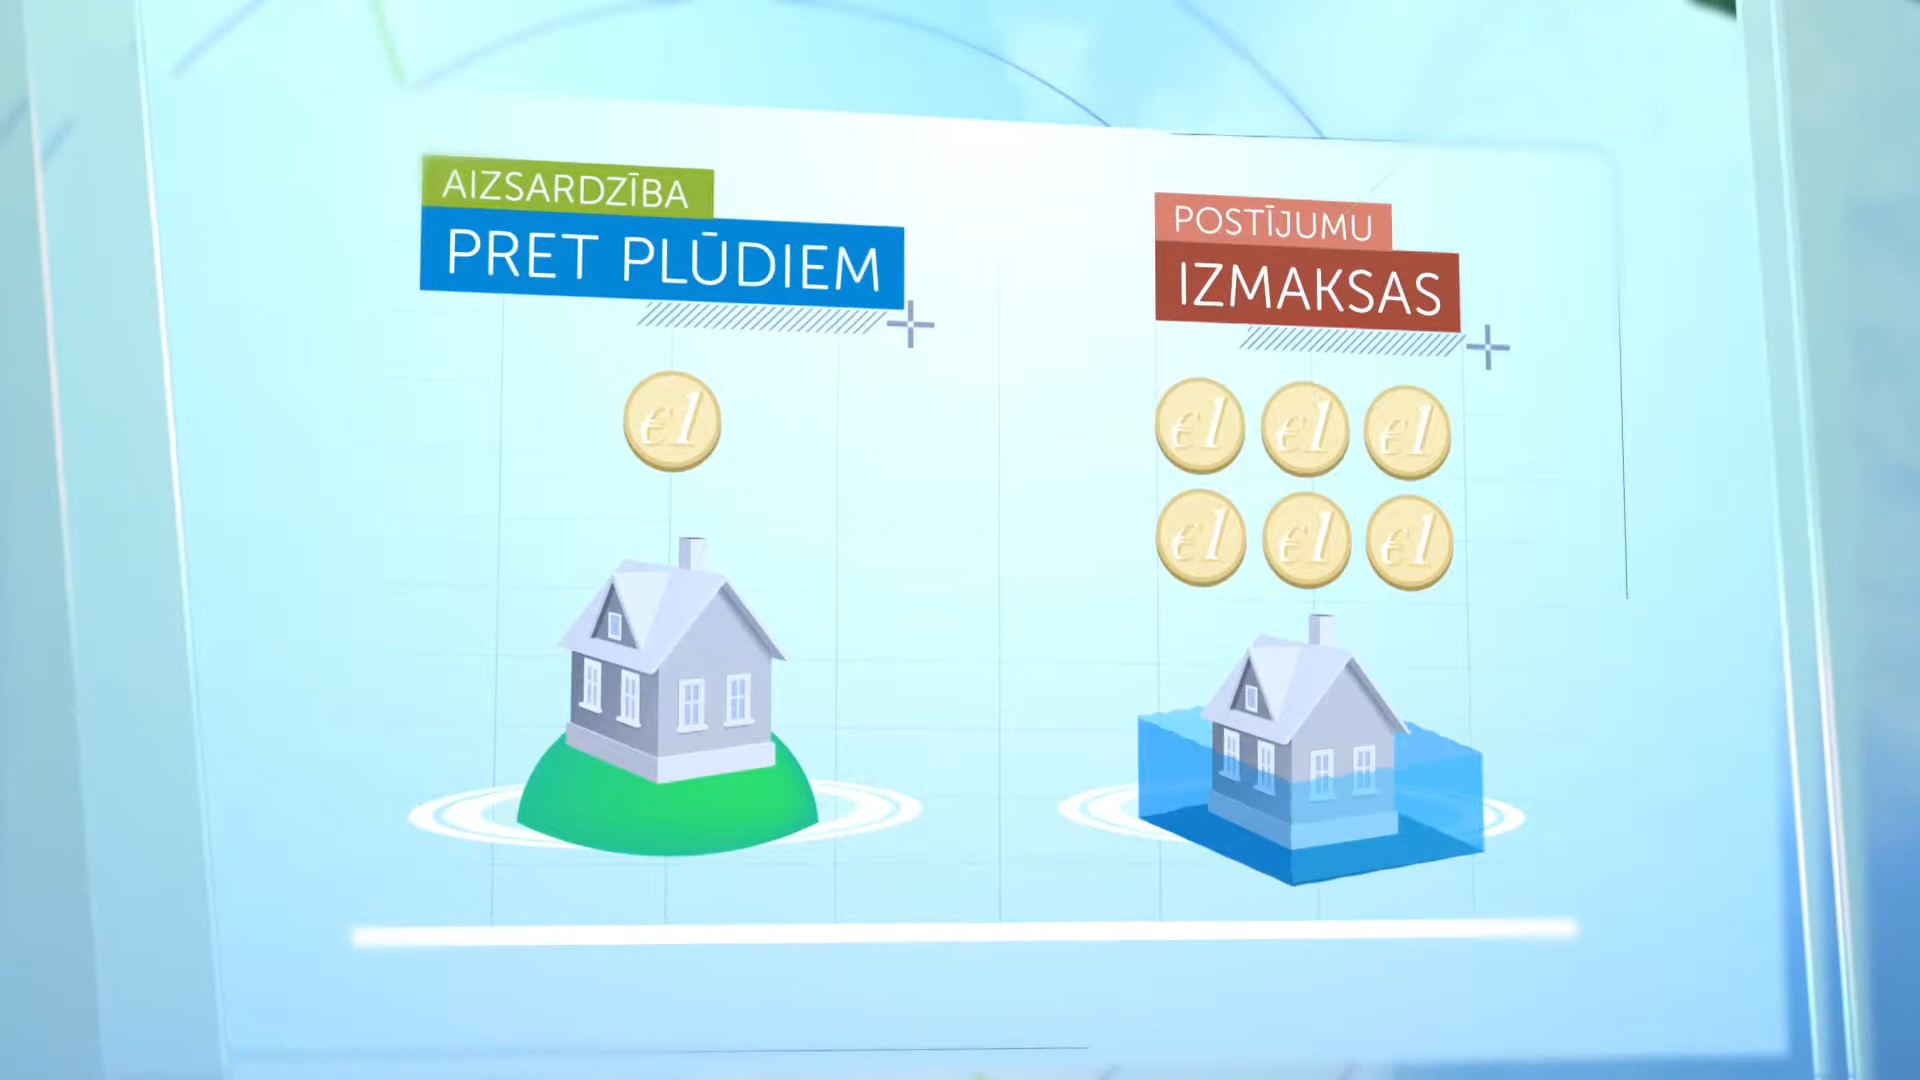 AIZSARDZĪBA
PRET PLŪDIEM
POSTĪJUMU
IZMAKSAS
€1
€1 €1 €1
€1 €1 €1